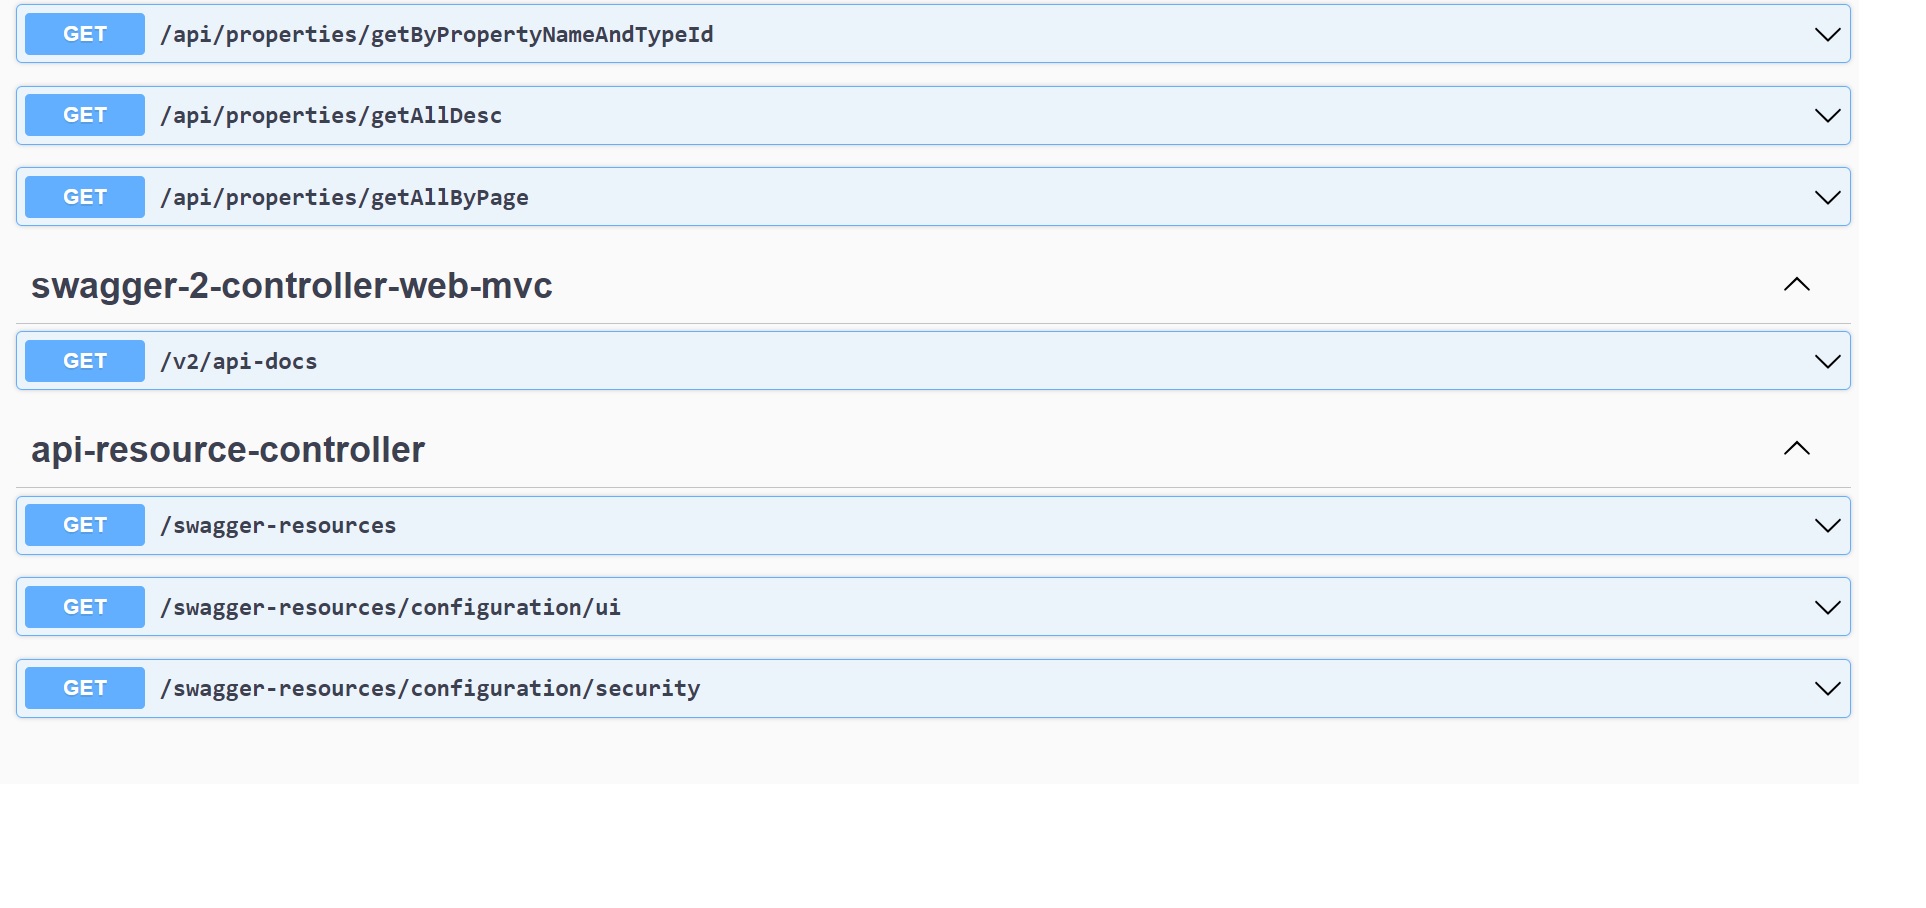 GET /api/properties/getByPropertyNameAndTypeId
GET /api/properties/getAllDesc
GET /api/properties/getAllByPage
swagger-2-controller-web-mvc
GET /v2/api-docs
api-resource-controller
GET /swagger-resources
GET /swagger-resources/configuration/ui
GET /swagger-resources/configuration/security